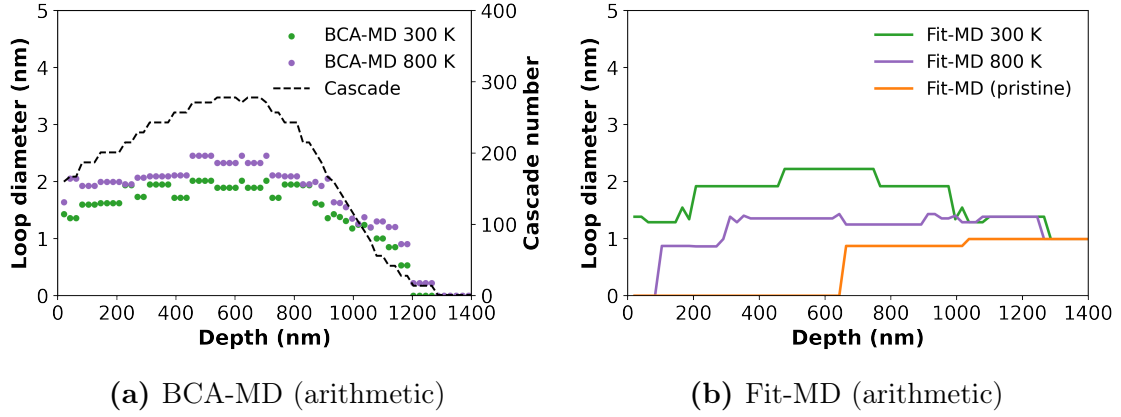 Loop diameter (nm)
5
4
3
2
1
0
BCA-MD 300 K
BCA-MD 800 K
Cascade
400
300
200
100
0
Cascade number
0 200 400 600 800 1000 1200 1400
Depth (nm)
(a) BCA-MD (arithmetic)
Loop diameter (nm)
5
4
3
2
1
0
Fit-MD 300 K
Fit-MD 800 K
Fit-MD (pristine)
0 200 400 600 800 1000 1200 1400
Depth (nm)
(b) Fit-MD (arithmetic)